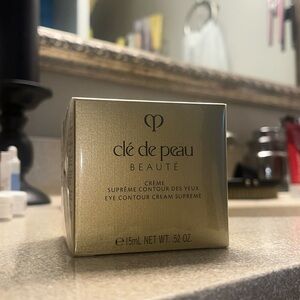 clé de peau
BEAUTÉ
CRÈME
SUPRÊME CONTOUR DES YEUX
EYE CONTOUR CREAM SUPREME
℮15mL NET WT. .52 OZ.